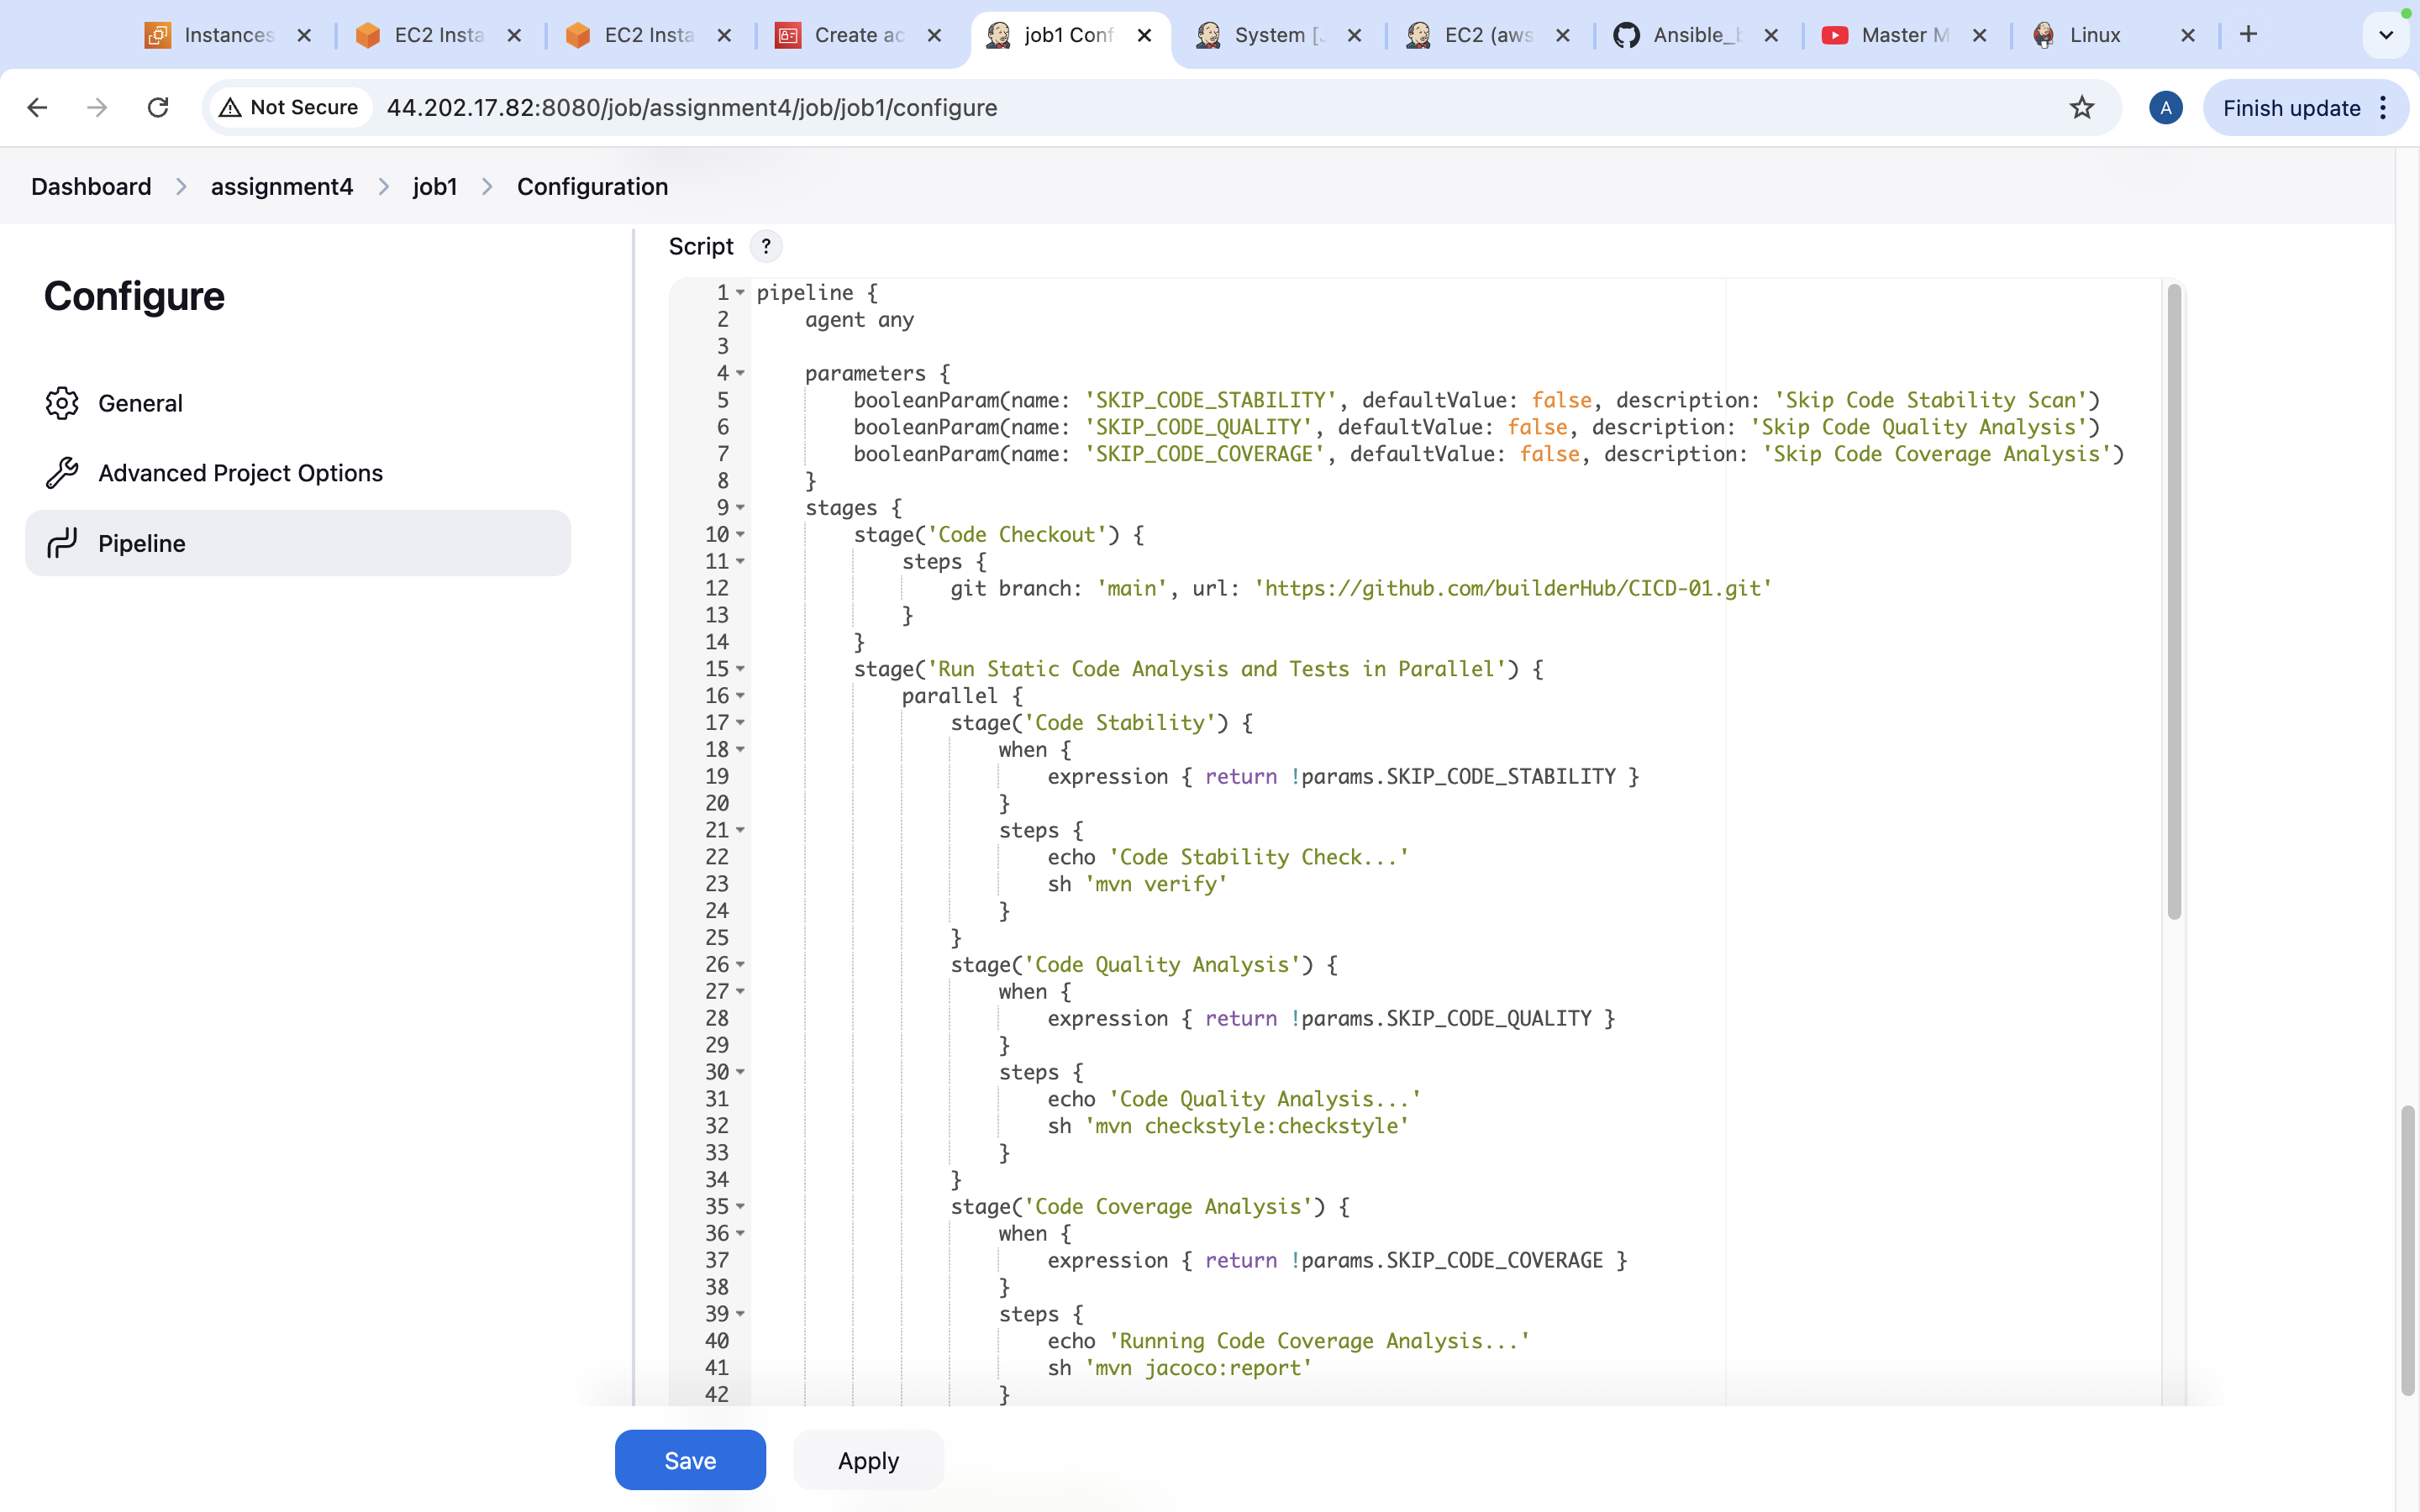 Instances
EC2 Insta
EC2 Insta
Create ac
job1 Conf
System [J
EC2 (aws
Ansible_b
Master M
Linux
Not Secure
44.202.17.82:8080/job/assignment4/job/job1/configure
A
Finish update
Dashboard > assignment4 > job1 > Configuration
Configure
General
Advanced Project Options
Pipeline
Script ?
1 pipeline {
2     agent any
3
4     parameters {
5         booleanParam(name: 'SKIP_CODE_STABILITY', defaultValue: false, description: 'Skip Code Stability Scan')
6         booleanParam(name: 'SKIP_CODE_QUALITY', defaultValue: false, description: 'Skip Code Quality Analysis')
7         booleanParam(name: 'SKIP_CODE_COVERAGE', defaultValue: false, description: 'Skip Code Coverage Analysis')
8     }
9     stages {
10         stage('Code Checkout') {
11             steps {
12                 git branch: 'main', url: 'https://github.com/builderHub/CICD-01.git'
13             }
14         }
15         stage('Run Static Code Analysis and Tests in Parallel') {
16             parallel {
17                 stage('Code Stability') {
18                     when {
19                         expression { return !params.SKIP_CODE_STABILITY }
20                     }
21                     steps {
22                         echo 'Code Stability Check...'
23                         sh 'mvn verify'
24                     }
25                 }
26                 stage('Code Quality Analysis') {
27                     when {
28                         expression { return !params.SKIP_CODE_QUALITY }
29                     }
30                     steps {
31                         echo 'Code Quality Analysis...'
32                         sh 'mvn checkstyle:checkstyle'
33                     }
34                 }
35                 stage('Code Coverage Analysis') {
36                     when {
37                         expression { return !params.SKIP_CODE_COVERAGE }
38                     }
39                     steps {
40                         echo 'Running Code Coverage Analysis...'
41                         sh 'mvn jacoco:report'
42                     }
Save
Apply